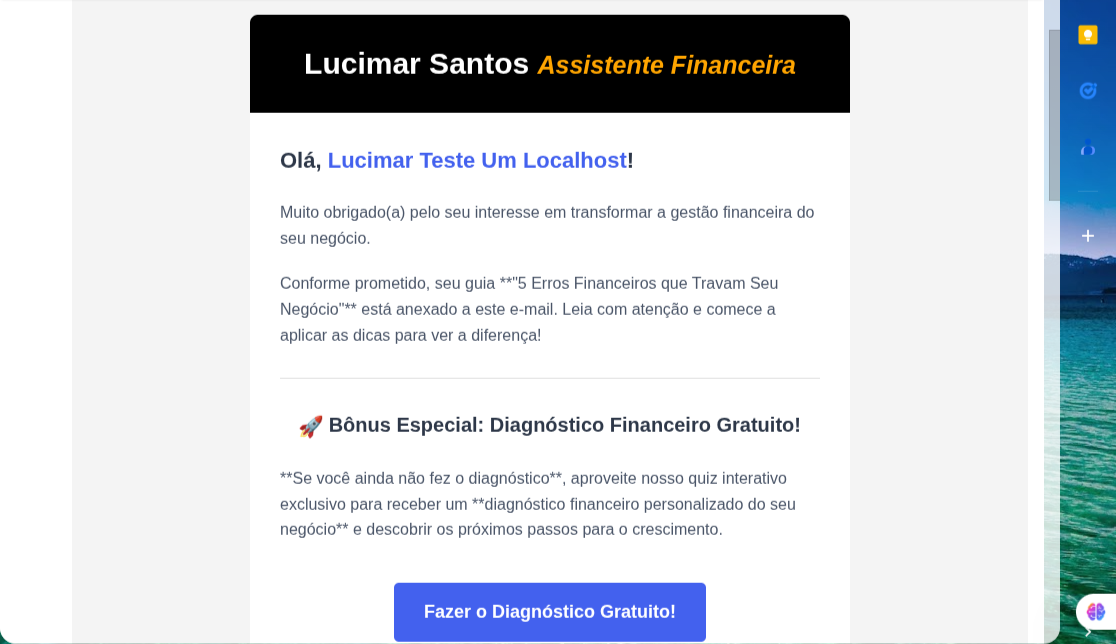 Lucimar Santos Assistente Financeira
Olá, Lucimar Teste Um Localhost!
Muito obrigado(a) pelo seu interesse em transformar a gestão financeira do
seu negócio.
Conforme prometido, seu guia **"5 Erros Financeiros que Travam Seu
Negócio"** está anexado a este e-mail. Leia com atenção e comece a
aplicar as dicas para ver a diferença!
🚀 Bônus Especial: Diagnóstico Financeiro Gratuito!
**Se você ainda não fez o diagnóstico**, aproveite nosso quiz interativo
exclusivo para receber um **diagnóstico financeiro personalizado do seu
negócio** e descobrir os próximos passos para o crescimento.
Fazer o Diagnóstico Gratuito!